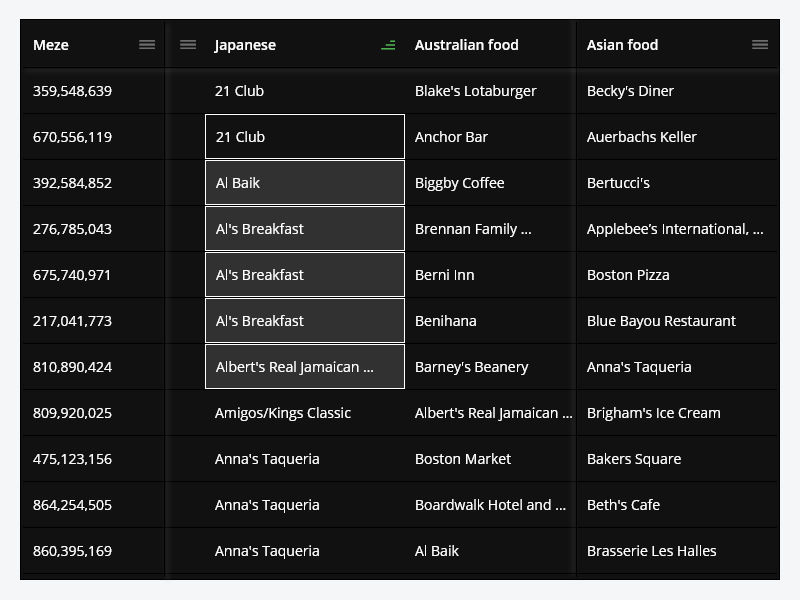 Meze Japanese Australian food Asian food
359,548,639 21 Club Blake's Lotaburger Becky's Diner
670,556,119 21 Club Anchor Bar Auerbachs Keller
392,584,852 Al Baik Biggby Coffee Bertucci's
276,785,043 Al's Breakfast Brennan Family ... Applebee’s International, ...
675,740,971 Al's Breakfast Berni Inn Boston Pizza
217,041,773 Al's Breakfast Benihana Blue Bayou Restaurant
810,890,424 Albert's Real Jamaican ... Barney's Beanery Anna's Taqueria
809,920,025 Amigos/Kings Classic Albert's Real Jamaican ... Brigham's Ice Cream
475,123,156 Anna's Taqueria Boston Market Bakers Square
864,254,505 Anna's Taqueria Boardwalk Hotel and ... Beth's Cafe
860,395,169 Anna's Taqueria Al Baik Brasserie Les Halles